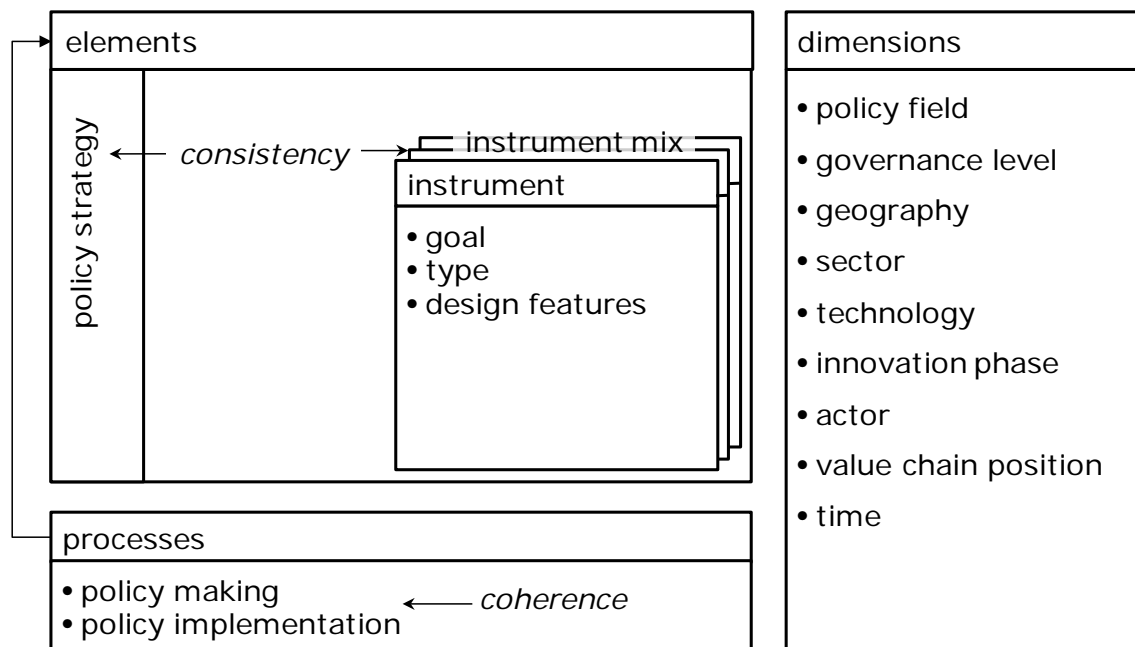 elements
policy strategy
consistency
instrument mix
instrument
• goal
• type
• design features
processes
• policy making
• policy implementation
coherence
dimensions
• policy field
• governance level
• geography
• sector
• technology
• innovation phase
• actor
• value chain position
• time